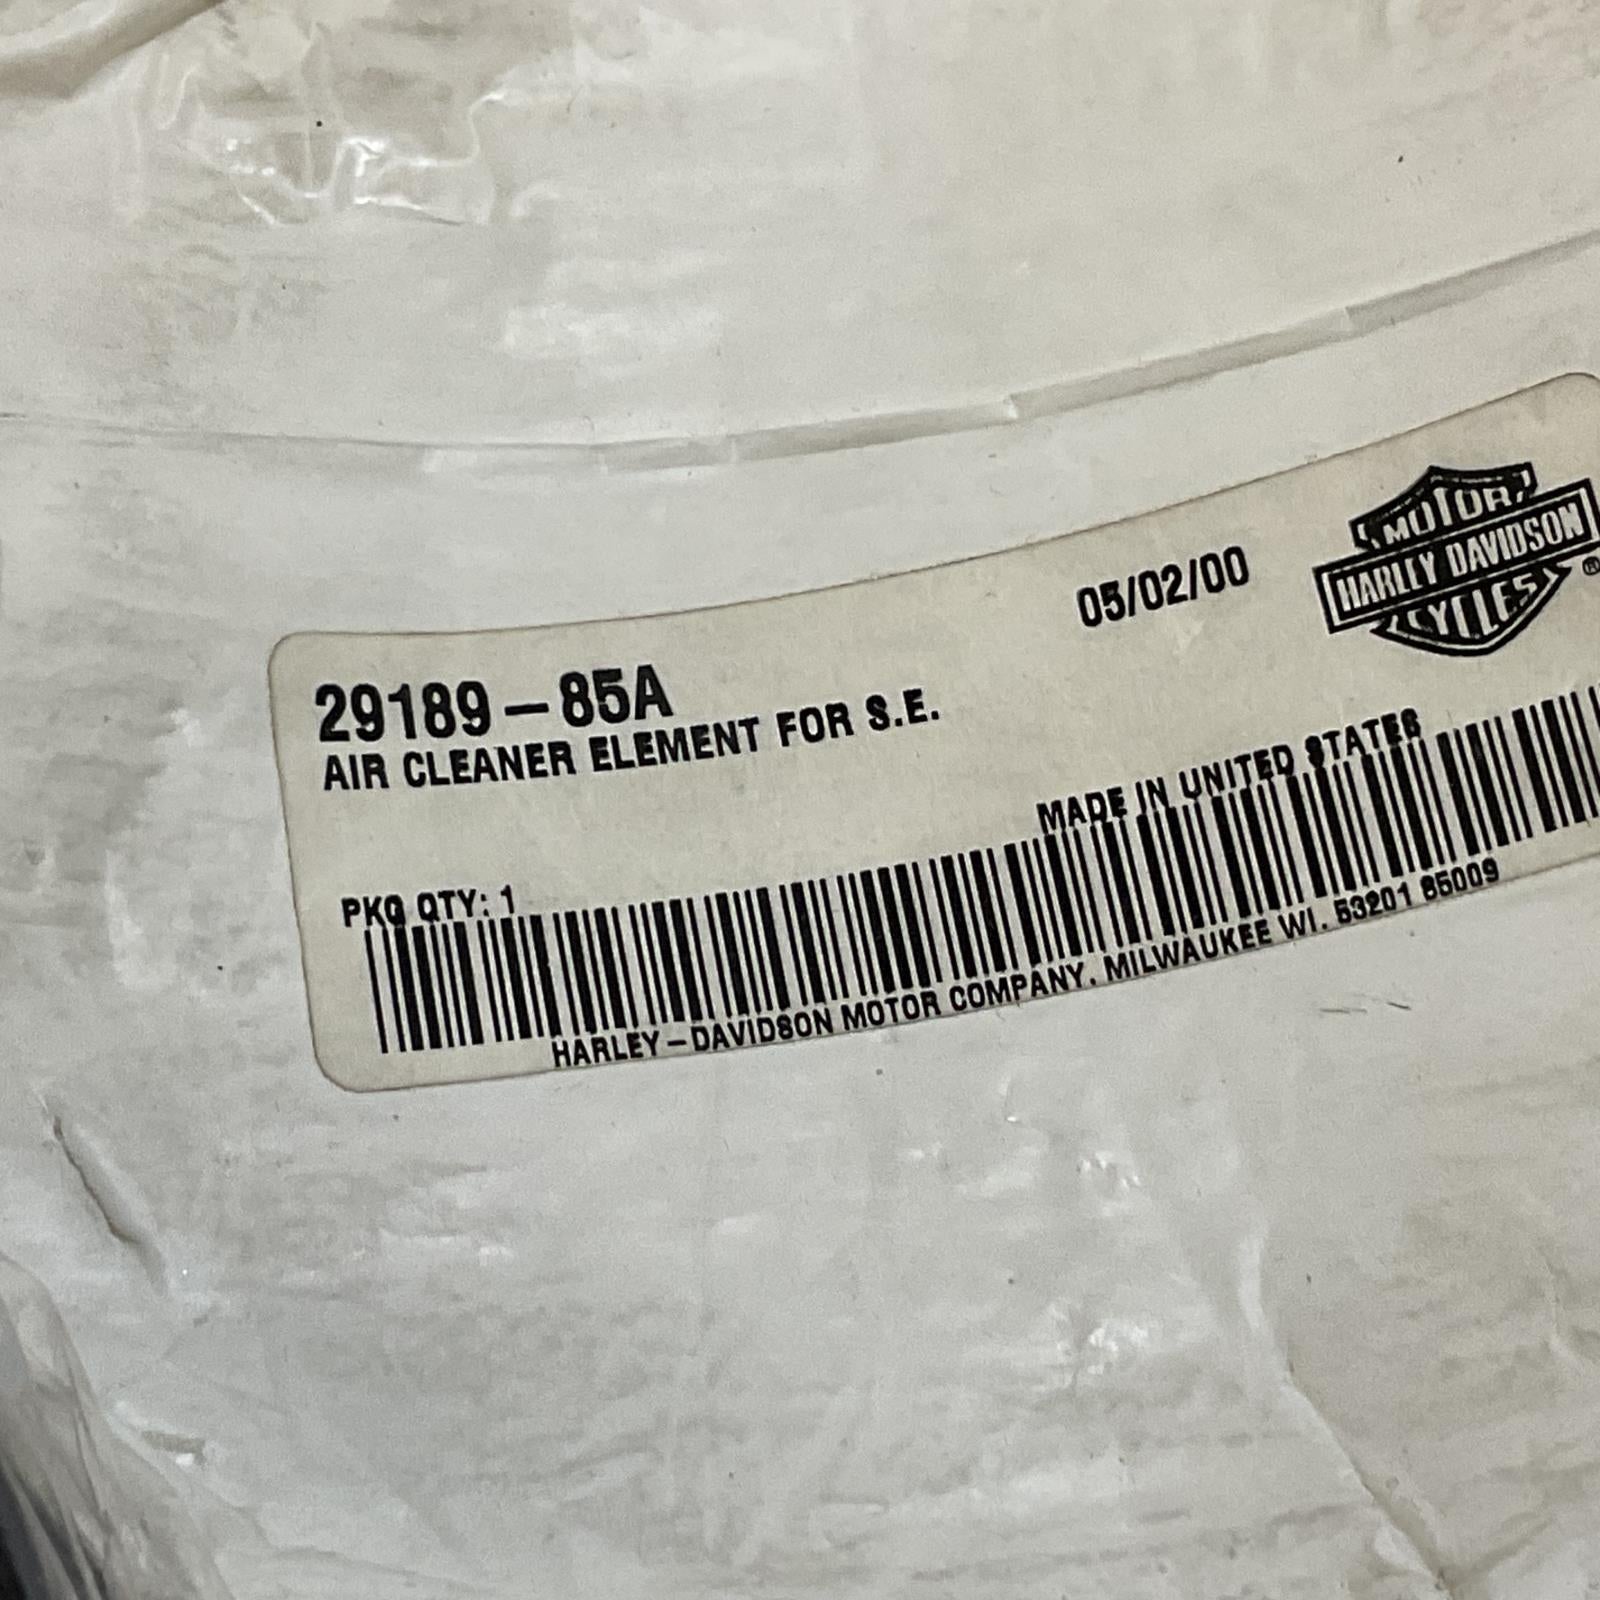 MOTOR
HARLEY-DAVIDSON
CYCLES
®
05/02/00
29189-85A
AIR CLEANER ELEMENT FOR S.E.
MADE IN UNITED STATES
PKG QTY: 1
HARLEY-DAVIDSON MOTOR COMPANY. MILWAUKEE WI. 53201 85009